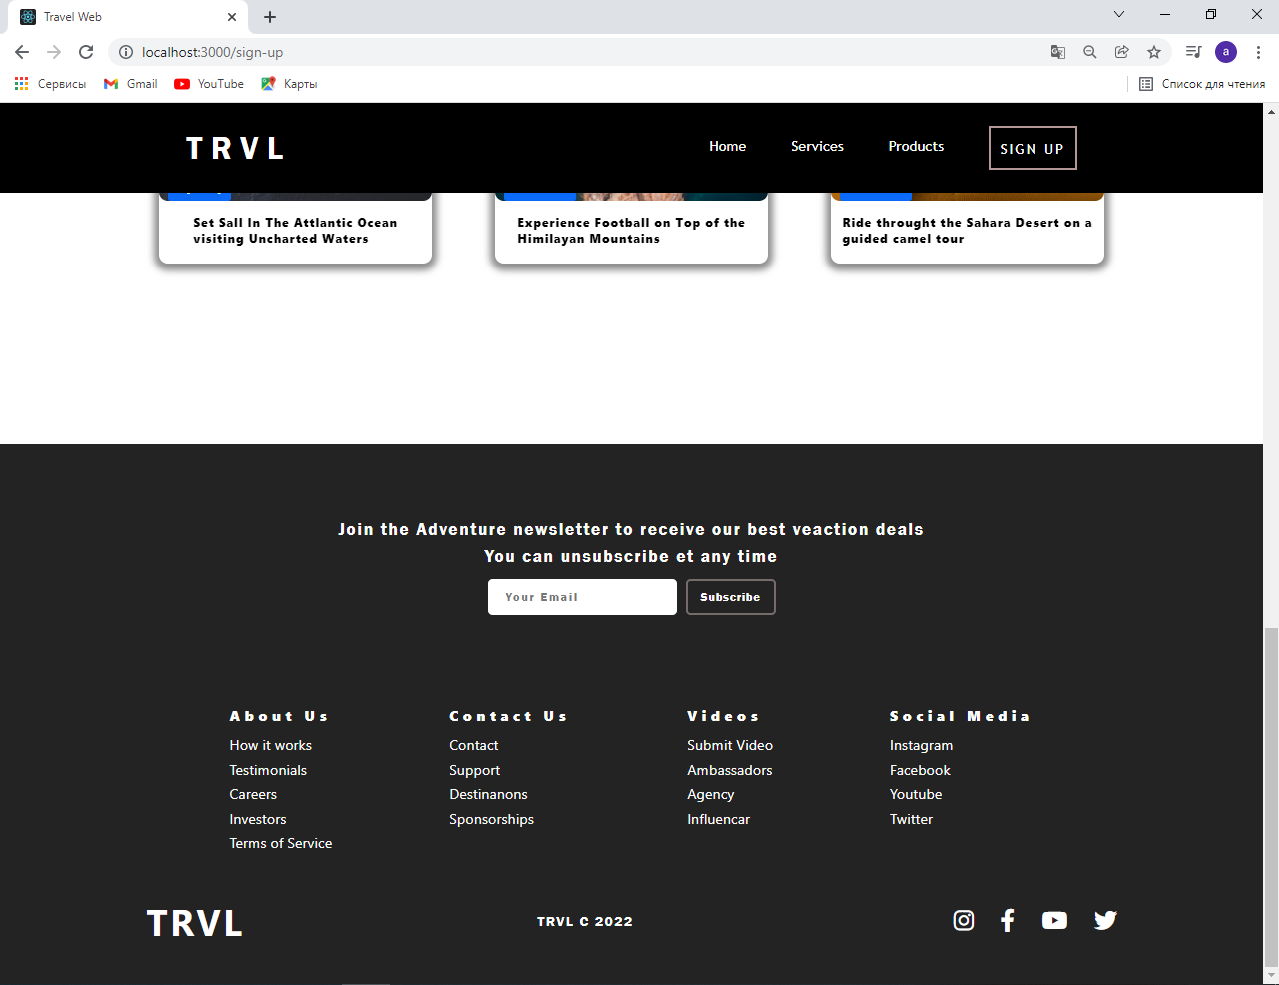 Travel Web
localhost:3000/sign-up
a
Сервисы
Gmail
YouTube
Карты
Список для чтения
TRVL
Home
Services
Products
SIGN UP
Set Sall In The Attlantic Ocean
visiting Uncharted Waters
Experience Football on Top of the
Himilayan Mountains
Ride throught the Sahara Desert on a
guided camel tour
Join the Adventure newsletter to receive our best veaction deals
You can unsubscribe et any time
Your Email
Subscribe
About Us
How it works
Testimonials
Careers
Investors
Terms of Service
Contact Us
Contact
Support
Destinanons
Sponsorships
Videos
Submit Video
Ambassadors
Agency
Influencar
Social Media
Instagram
Facebook
Youtube
Twitter
TRVL
TRVL C 2022